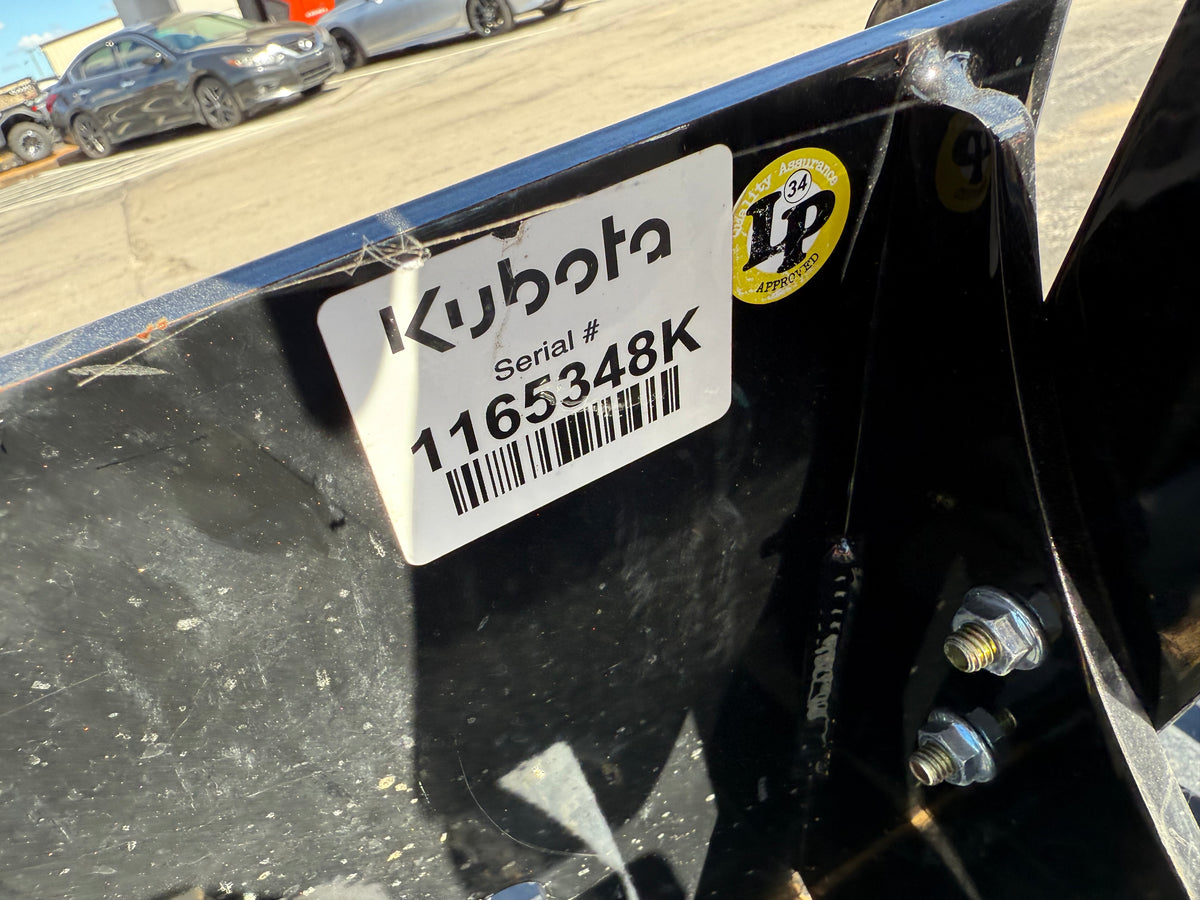 Kubota
Serial #
1165348K
Quality Assurance
34
LP
APPROVED